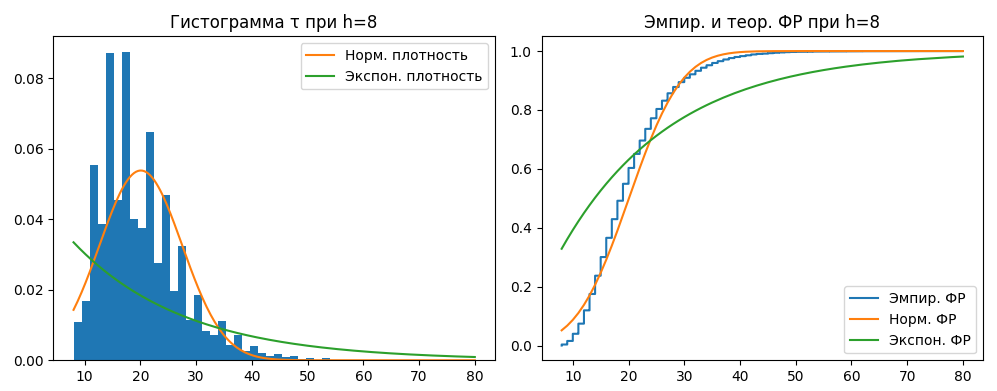 Гистограмма τ при h=8
Норм. плотность
Экспон. плотность
0.08
0.06
0.04
0.02
0.00
10 20 30 40 50 60 70 80
Эмпир. и теор. ФР при h=8
1.0
0.8
0.6
0.4
0.2
0.0
Эмпир. ФР
Норм. ФР
Экспон. ФР
10 20 30 40 50 60 70 80